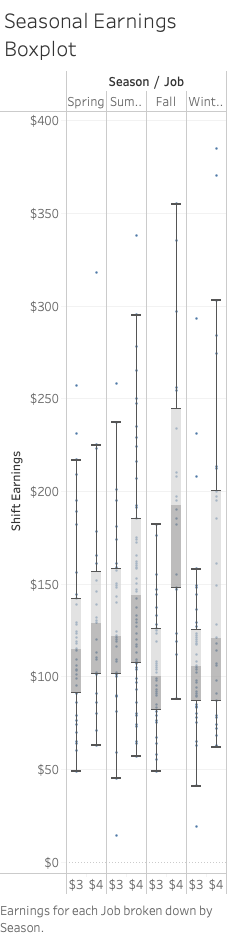 Seasonal Earnings
Boxplot
Season / Job
Spring Sum.. Fall Wint..
$400
$350
$300
$250
$200
$150
$100
$50
$0
Shift Earnings
$3 $4 $3 $4 $3 $4 $3 $4
Earnings for each Job broken down by
Season.